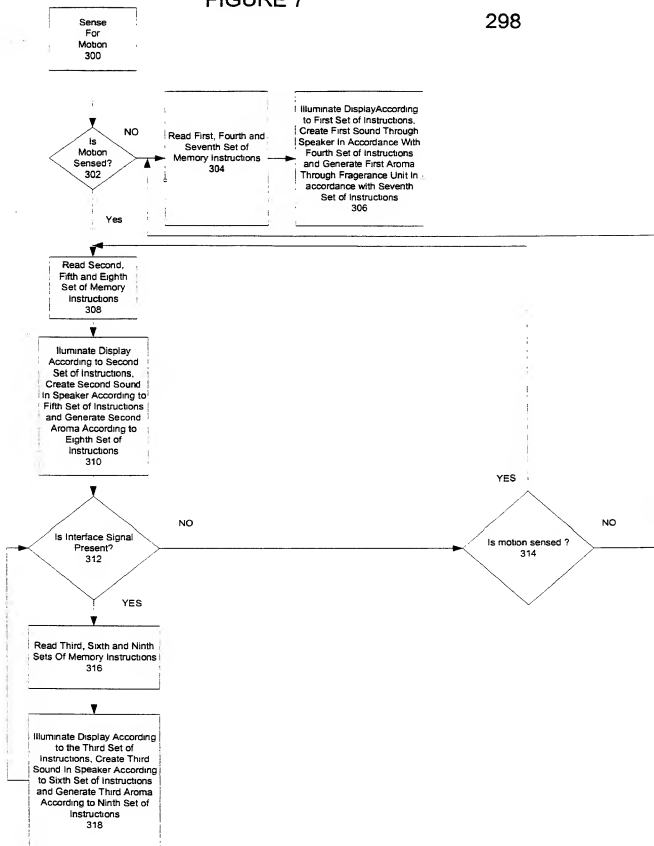 FIGURE 7
298
Sense
For
Motion
300
Is
Motion
Sensed?
302
NO
Yes
Read First, Fourth and
Seventh Set of
Memory Instructions
304
Illuminate DisplayAccording
to First Set of Instructions,
Create First Sound Through
Speaker In Accordance With
Fourth Set of Instructions
and Generate First Aroma
Through Fragerance Unit In
accordance with Seventh
Set of Instructions
306
Read Second,
Fifth and Eighth
Set of Memory
Instructions
308
Iluminate Display
According to Second
Set of Instructions,
Create Second Sound
In Speaker According to
Fifth Set of Instructions
and Generate Second
Aroma According to
Eighth Set of
Instructions
310
Is Interface Signal
Present?
312
NO
YES
Is motion sensed ?
314
YES
NO
Read Third, Sixth and Ninth
Sets Of Memory Instructions
316
Illuminate Display According
to the Third Set of
Instructions, Create Third
Sound In Speaker According
to Sixth Set of Instructions
and Generate Third Aroma
According to Ninth Set of
Instructions
318